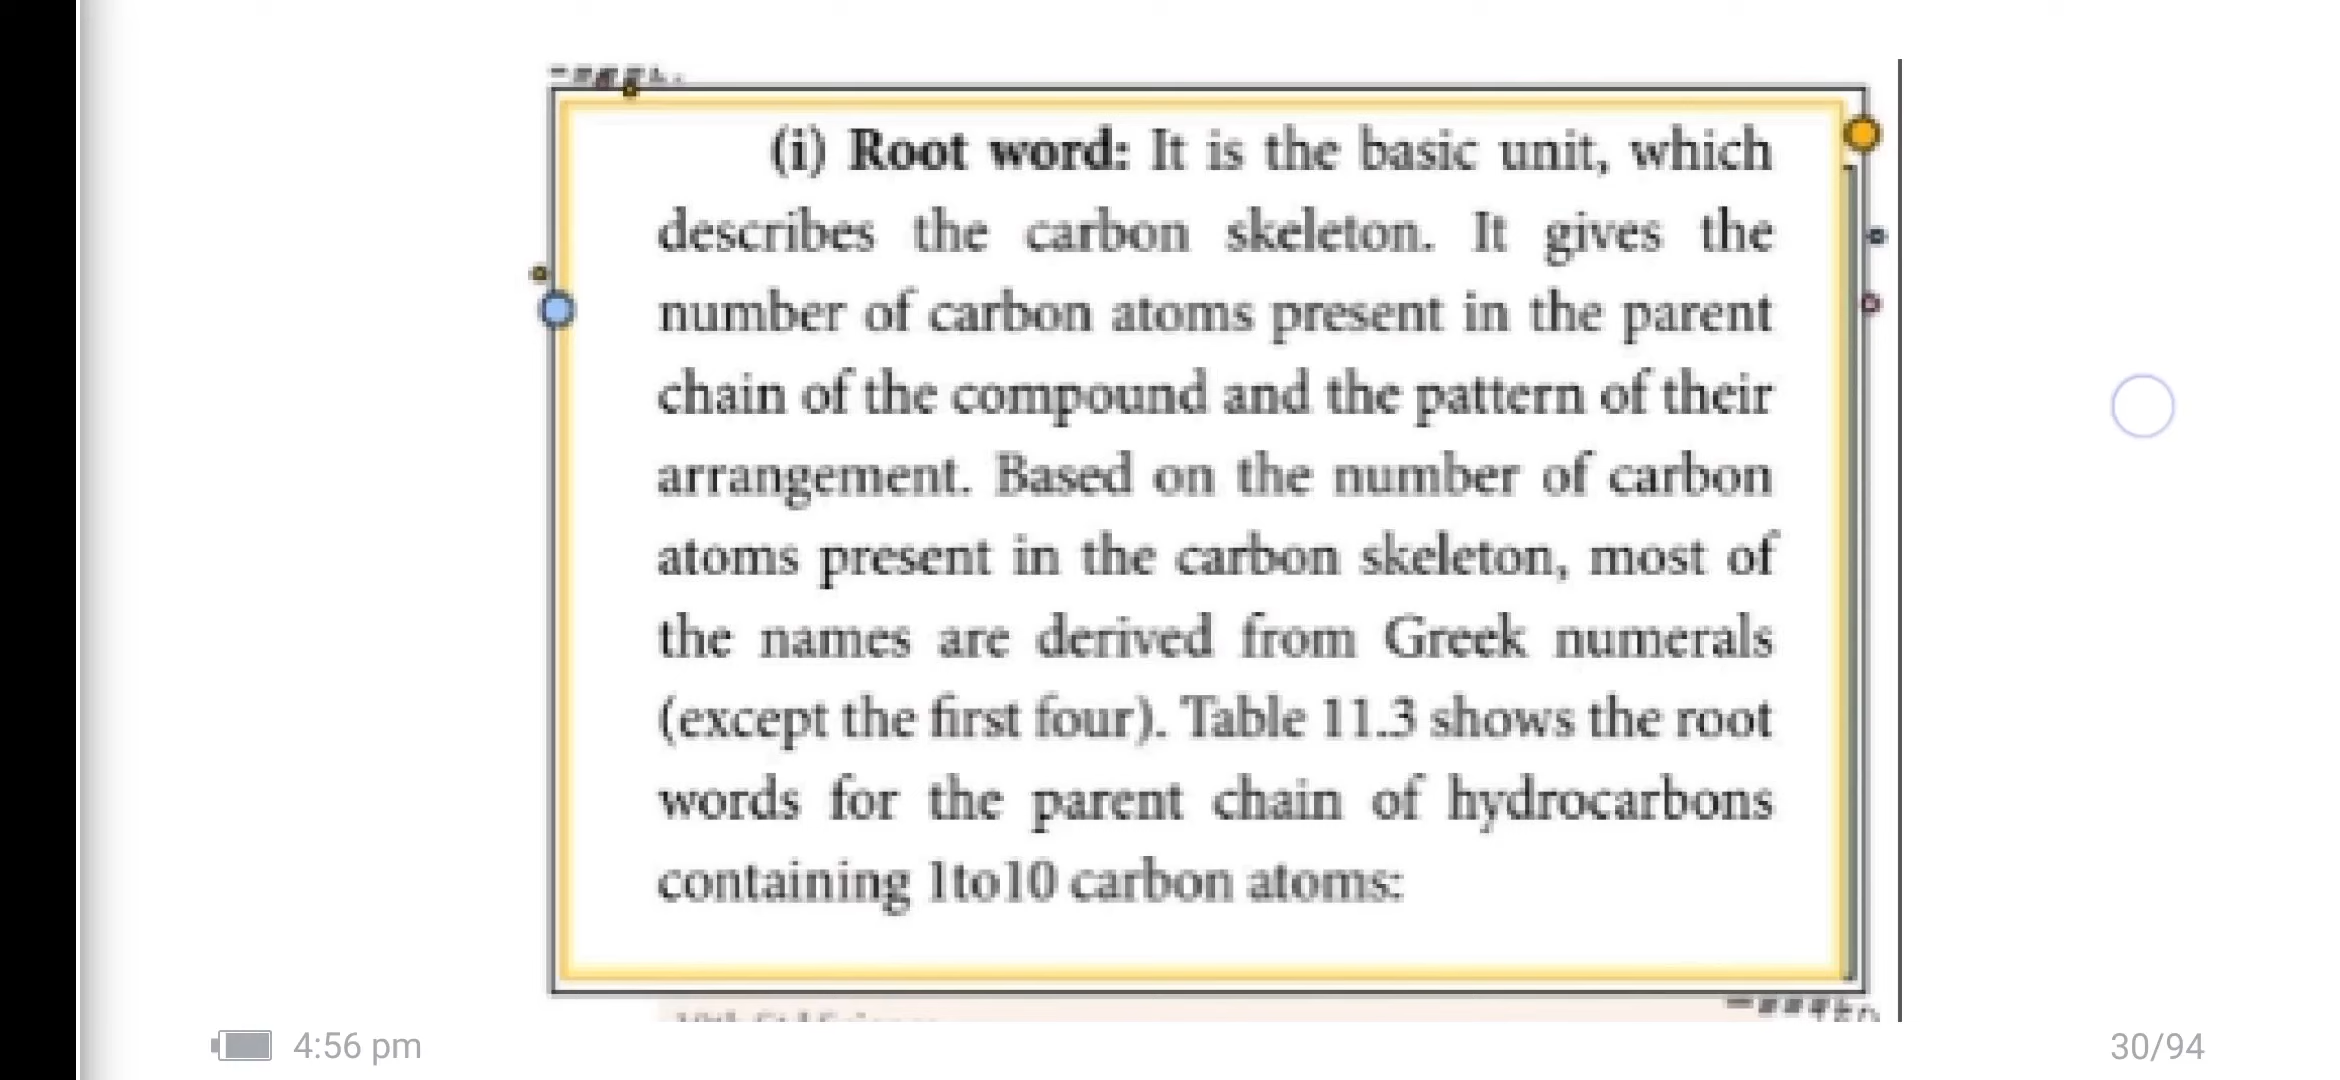 (i) Root word: It is the basic unit, which
describes the carbon skeleton. It gives the
number of carbon atoms present in the parent
chain of the compound and the pattern of their
arrangement. Based on the number of carbon
atoms present in the carbon skeleton, most of
the names are derived from Greek numerals
(except the first four). Table 11.3 shows the root
words for the parent chain of hydrocarbons
containing 1to10 carbon atoms:
4:56 pm
30/94